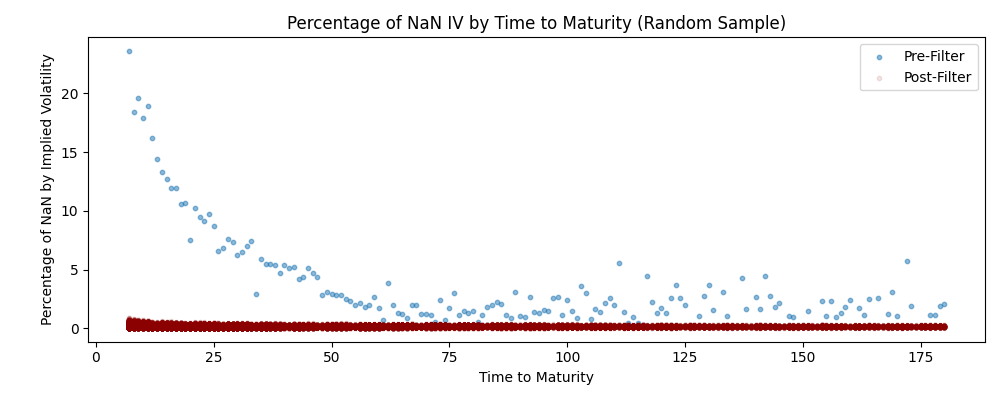 Percentage of NaN IV by Time to Maturity (Random Sample)
Percentage of NaN by Implied Volatility
20
15
10
5
0
Pre-Filter
Post-Filter
0
25
50
75
100
125
150
175
Time to Maturity